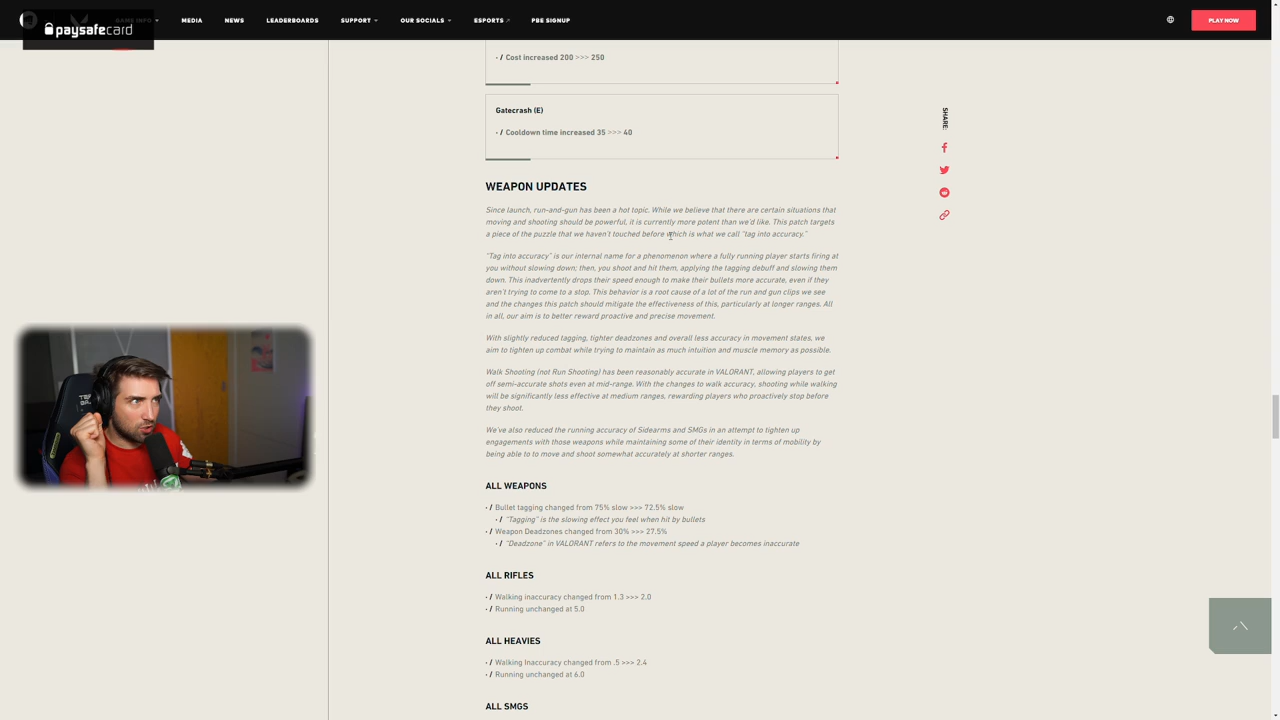 paysafecard
GAME INFO
MEDIA
NEWS
LEADERBOARDS
SUPPORT
OUR SOCIALS
ESPORTS
PBE SIGNUP
PLAY NOW
· / Cost increased 200 >>> 250
Gatecrash (E)
· / Cooldown time increased 35 >>> 40
SHARE:
WEAPON UPDATES
Since launch, run-and-gun has been a hot topic. While we believe that there are certain situations that
moving and shooting should be powerful, it is currently more potent than we'd like. This patch targets
a piece of the puzzle that we haven't touched before which is what we call "tag into accuracy."
"Tag into accuracy" is our internal name for a phenomenon where a fully running player starts firing at
you without slowing down; then, you shoot and hit them, applying the tagging debuff and slowing them
down. This inadvertently drops their speed enough to make their bullets more accurate, even if they
aren't trying to come to a stop. This behavior is a root cause of a lot of the run and gun clips we see
and the changes this patch should mitigate the effectiveness of this, particularly at longer ranges. All
in all, our aim is to better reward proactive and precise movement.
With slightly reduced tagging, tighter deadzones and overall less accuracy in movement states, we
aim to tighten up combat while trying to maintain as much intuition and muscle memory as possible.
Walk Shooting (not Run Shooting) has been reasonably accurate in VALORANT, allowing players to get
off semi-accurate shots even at mid-range. With the changes to walk accuracy, shooting while walking
will be significantly less effective at medium ranges, rewarding players who proactively stop before
they shoot.
We've also reduced the running accuracy of Sidearms and SMGs in an attempt to tighten up
engagements with those weapons while maintaining some of their identity in terms of mobility by
being able to to move and shoot somewhat accurately at shorter ranges.
ALL WEAPONS
· / Bullet tagging changed from 75% slow >>> 72.5% slow
· / "Tagging" is the slowing effect you feel when hit by bullets
· / Weapon Deadzones changed from 30% >>> 27.5%
· / "Deadzone" in VALORANT refers to the movement speed a player becomes inaccurate
ALL RIFLES
· / Walking inaccuracy changed from 1.3 >>> 2.0
· / Running unchanged at 5.0
ALL HEAVIES
· / Walking Inaccuracy changed from .5 >>> 2.4
· / Running unchanged at 6.0
ALL SMGS